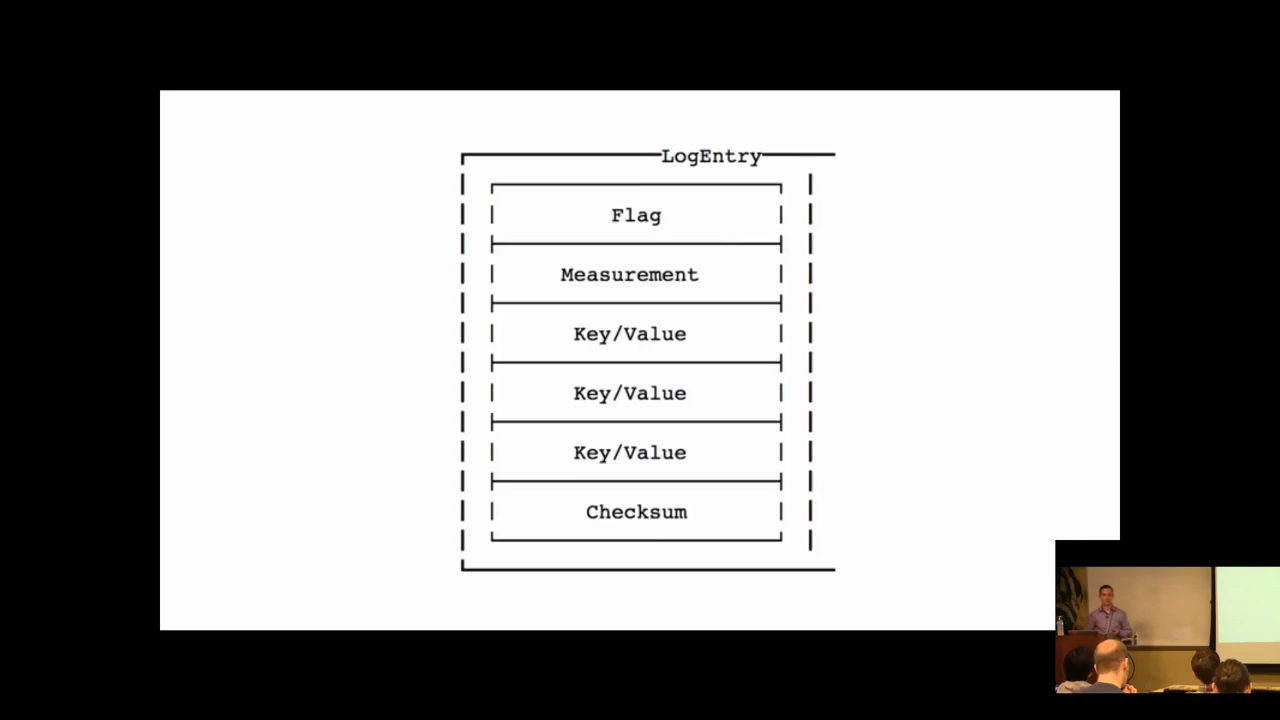 LogEntry
Flag
Measurement
Key/Value
Key/Value
Key/Value
Checksum